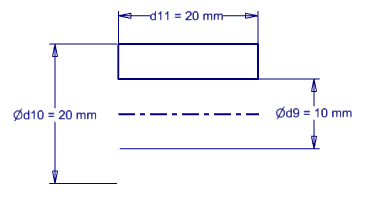 d11 = 20 mm
Ød10 = 20 mm
Ød9 = 10 mm